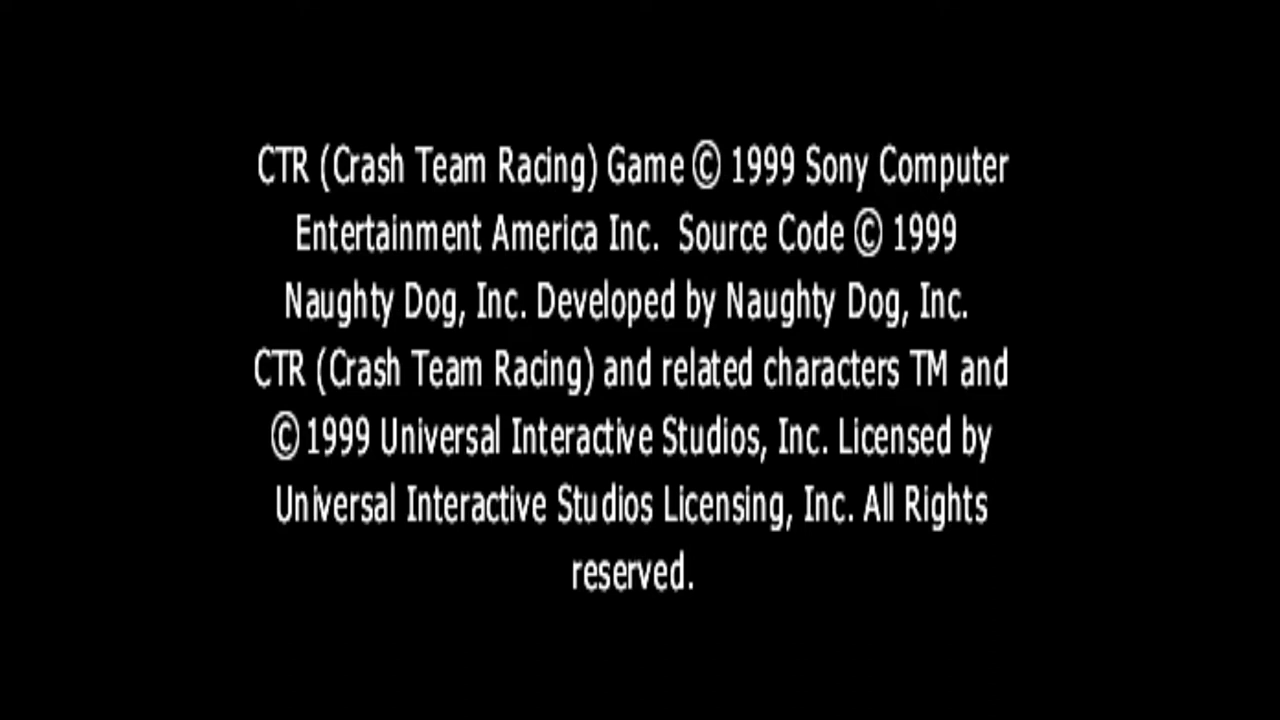 CTR (Crash Team Racing) Game © 1999 Sony Computer
Entertainment America Inc.  Source Code © 1999
Naughty Dog, Inc. Developed by Naughty Dog, Inc.
CTR (Crash Team Racing) and related characters TM and
©1999 Universal Interactive Studios, Inc. Licensed by
Universal Interactive Studios Licensing, Inc. All Rights
reserved.